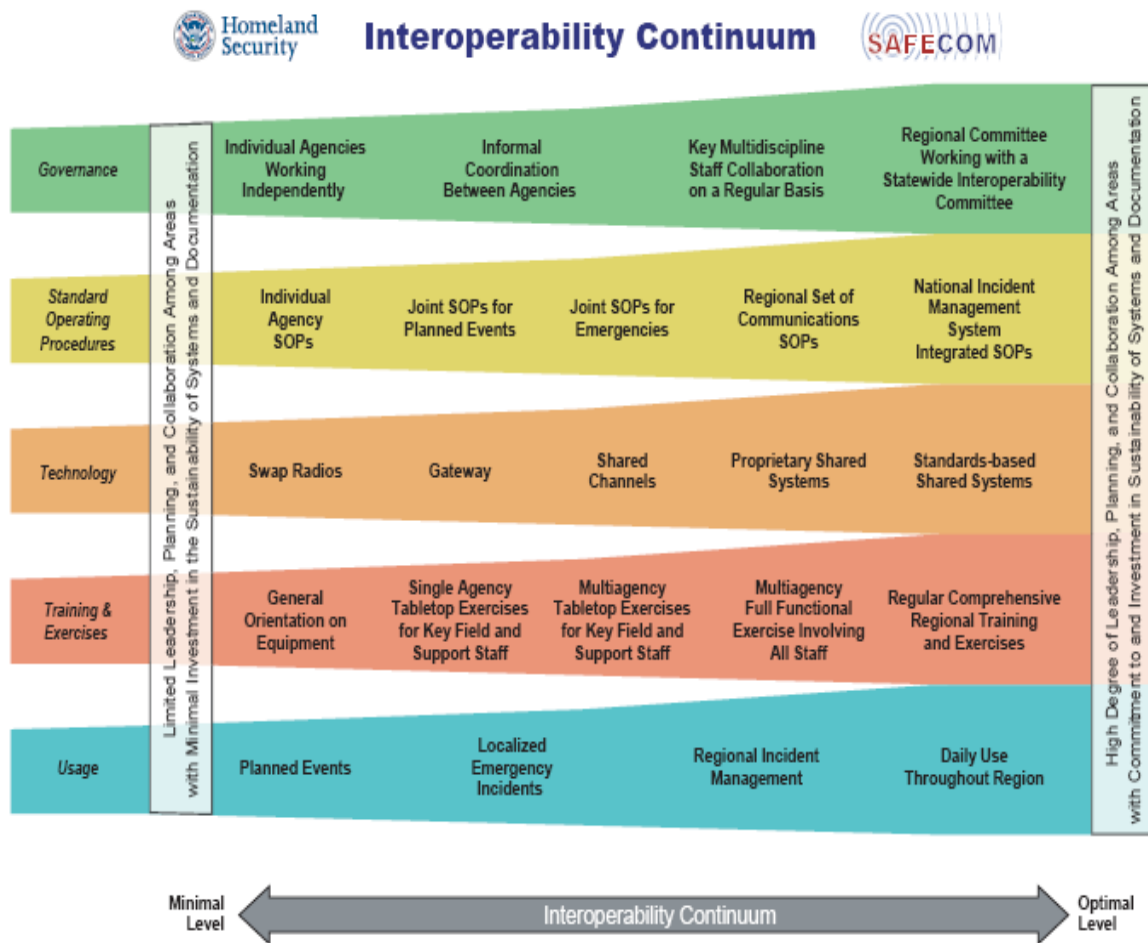 Homeland
Security
Interoperability Continuum
SAFECOM
Limited Leadership, Planning, and Collaboration Among Areas
with Minimal Investment in the Sustainability of Systems and Documentation
Governance
Individual Agencies
Working
Independently
Informal
Coordination
Between Agencies
Key Multidiscipline
Staff Collaboration
on a Regular Basis
Regional Committee
Working with a
Statewide Interoperability
Committee
Standard
Operating
Procedures
Individual
Agency
SOPs
Joint SOPs for
Planned Events
Joint SOPs for
Emergencies
Regional Set of
Communications
SOPs
National Incident
Management
System
Integrated SOPs
Technology
Swap Radios
Gateway
Shared
Channels
Proprietary Shared
Systems
Standards-based
Shared Systems
Training &
Exercises
General
Orientation on
Equipment
Single Agency
Tabletop Exercises
for Key Field and
Support Staff
Multiagency
Tabletop Exercises
for Key Field and
Support Staff
Multiagency
Full Functional
Exercise Involving
All Staff
Regular Comprehensive
Regional Training
and Exercises
Usage
Planned Events
Localized
Emergency
Incidents
Regional Incident
Management
Daily Use
Throughout Region
High Degree of Leadership, Planning, and Collaboration Among Areas
with Commitment to and Investment in Sustainability of Systems and Documentation
Minimal
Level
Interoperability Continuum
Optimal
Level